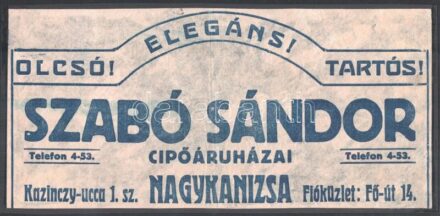 ELEGÁNS!
OLCSÓ! TARTÓS!
SZABÓ SÁNDOR
Telefon 4-53. CIPŐÁRUHÁZAI Telefon 4-53.
Kazinczy-ucca 1. sz. NAGYKANIZSA Fióküzlet: Fő-út 14.